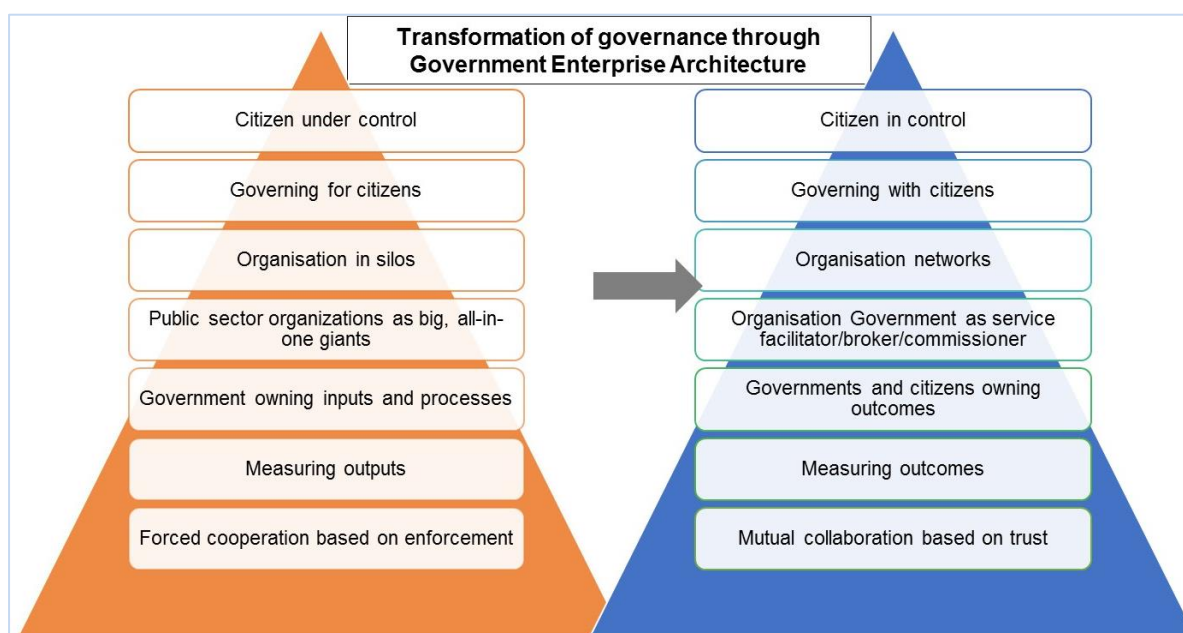 Transformation of governance through
Government Enterprise Architecture
Citizen under control
Governing for citizens
Organisation in silos
Public sector organizations as big, all-in-
one giants
Government owning inputs and processes
Measuring outputs
Forced cooperation based on enforcement
Citizen in control
Governing with citizens
Organisation networks
Organisation Government as service
facilitator/broker/commissioner
Governments and citizens owning
outcomes
Measuring outcomes
Mutual collaboration based on trust